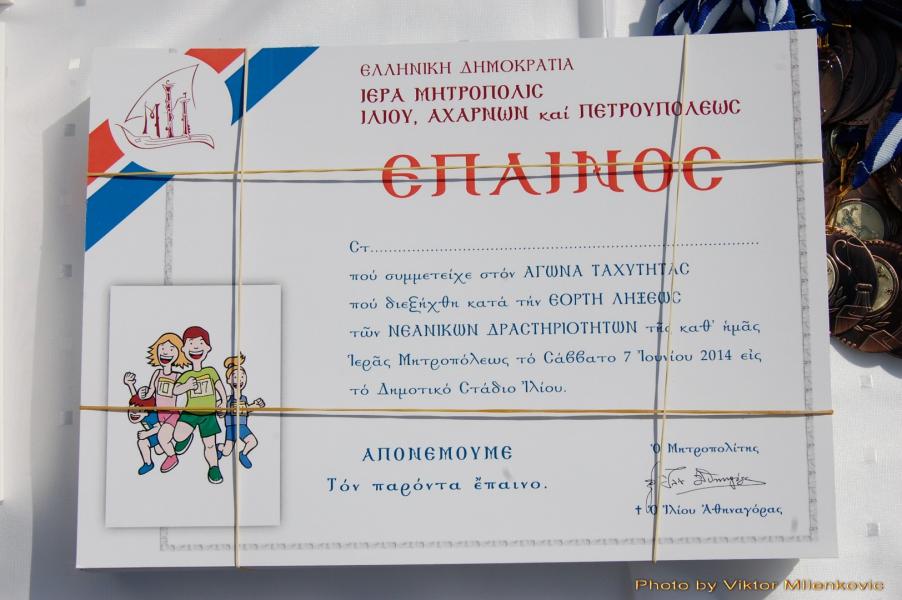 ΕΛΛΗΝΙΚΗ ΔΗΜΟΚΡΑΤΙΑ
ΙΕΡΑ ΜΗΤΡΟΠΟΛΙΣ
ΙΛΙΟΥ, ΑΧΑΡΝΩΝ καί ΠΕΤΡΟΥΠΟΛΕΩΣ
ΕΠΑΙΝΟΣ
Στ.......................................................................................
πού συμμετείχε στόν ΑΓΩΝΑ ΤΑΧΥΤΗΤΑΣ
πού διεξήχθη κατά τήν ΕΟΡΤΗ ΛΗΞΕΩΣ
τῶν ΝΕΑΝΙΚΩΝ ΔΡΑΣΤΗΡΙΟΤΗΤΩΝ τῆς καθ' ἡμᾶς
Ἱερᾶς Μητροπόλεως τό Σάββατο 7 Ἰουνίου 2014 εἰς
τό Δημοτικό Στάδιο Ἰλίου.
ΑΠΟΝΕΜΟΥΜΕ
Τόν παρόντα ἔπαινο.
Ὁ Μητροπολίτης
† Ὁ Ἰλίου Ἀθηναγόρας
Photo by Viktor Milenkovic